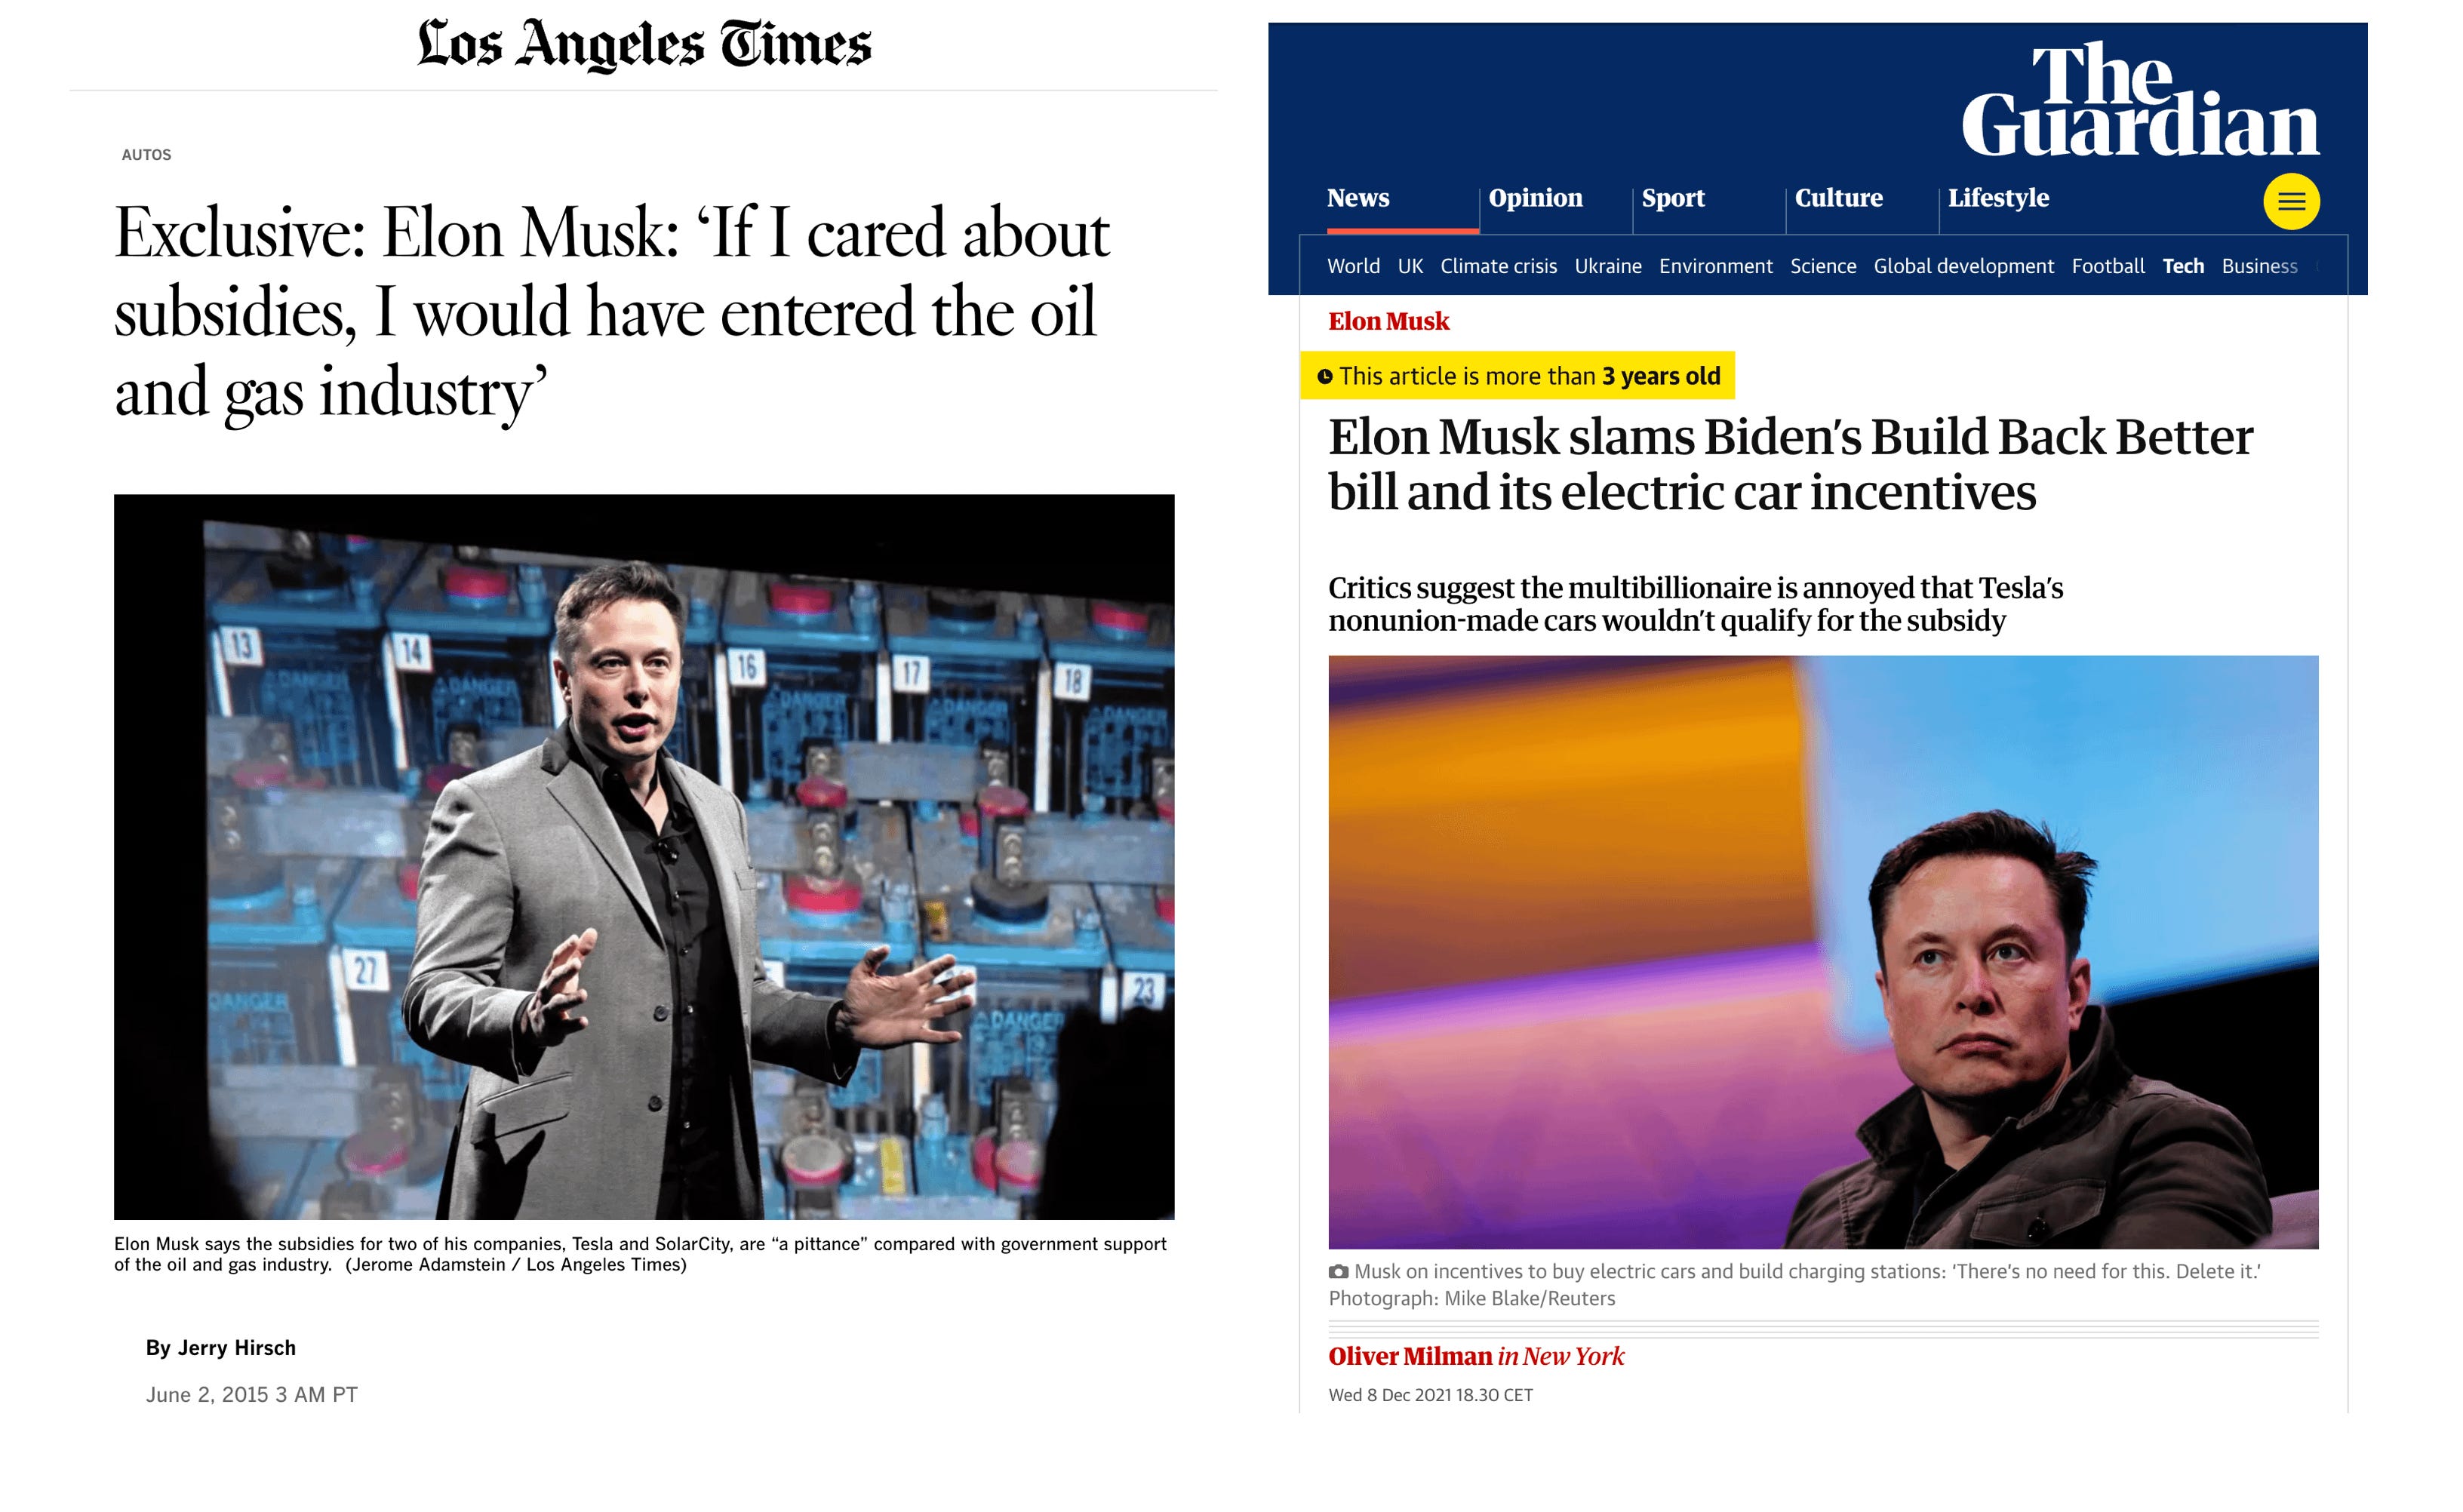 Los Angeles Times
AUTOS
Exclusive: Elon Musk: ‘If I cared about
subsidies, I would have entered the oil
and gas industry’
13
14
16
17
18
DANGER
DANGER
DANGER
DANGER
DANGER
27
23
DANGER
DANGER
Elon Musk says the subsidies for two of his companies, Tesla and SolarCity, are “a pittance” compared with government support
of the oil and gas industry. (Jerome Adamstein / Los Angeles Times)
By Jerry Hirsch
June 2, 2015 3 AM PT
The
Guardian
News Opinion Sport Culture Lifestyle
World UK Climate crisis Ukraine Environment Science Global development Football Tech Business
Elon Musk
This article is more than 3 years old
Elon Musk slams Biden’s Build Back Better
bill and its electric car incentives
Critics suggest the multibillionaire is annoyed that Tesla’s
nonunion-made cars wouldn’t qualify for the subsidy
Musk on incentives to buy electric cars and build charging stations: ‘There’s no need for this. Delete it.’
Photograph: Mike Blake/Reuters
Oliver Milman in New York
Wed 8 Dec 2021 18.30 CET